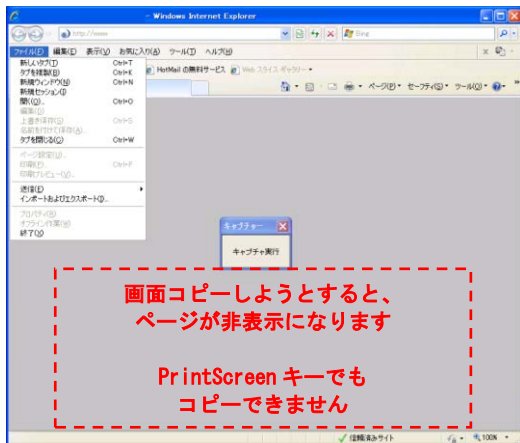 - Windows Internet Explorer
http://www
Bing
ファイル(F) 編集(E) 表示(V) お気に入り(A) ツール(T) ヘルプ(H)
新しいタブ(T) Ctrl+T
タブを複製(B) Ctrl+K
新規ウィンドウ(N) Ctrl+N
新規セッション(I)
開く(O)... Ctrl+O
編集(D)
上書き保存(S) Ctrl+S
名前を付けて保存(A)...
タブを閉じる(C) Ctrl+W
ページ設定(U)...
印刷(P)... Ctrl+P
印刷プレビュー(V)...
送信(E)
インポートおよびエクスポート(I)...
プロパティ(R)
オフライン作業(W)
終了(X)
HotMail の無料サービス
Web スライス ギャラリー
ページ(P) セーフティ(S) ツール(O)
キャプチャー
キャプチャ実行
画面コピーしようとすると、
ページが非表示になります
PrintScreen キーでも
コピーできません
信頼済みサイト
100%